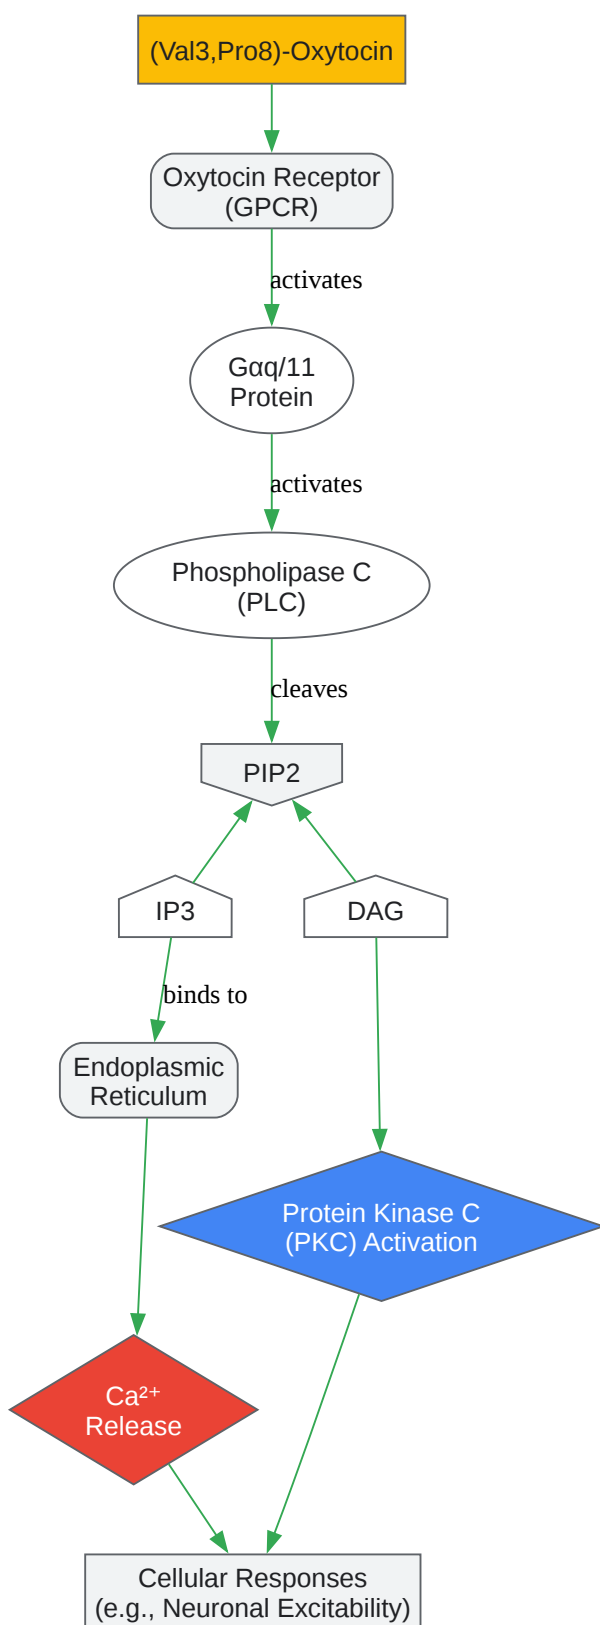 (Val3,Pro8)-Oxytocin
Oxytocin Receptor
(GPCR)
activates
Gαq/11
Protein
activates
Phospholipase C
(PLC)
cleaves
PIP2
IP3
DAG
binds to
Endoplasmic
Reticulum
Protein Kinase C
(PKC) Activation
Ca²⁺
Release
Cellular Responses
(e.g., Neuronal Excitability)